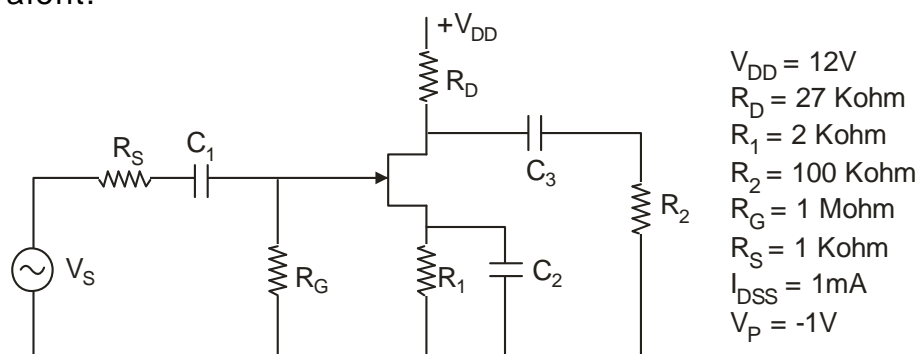 alent.
+V_DD
R_D
R_S
C_1
C_3
R_2
V_S
R_G
R_1
C_2
V_DD = 12V
R_D = 27 Kohm
R_1 = 2 Kohm
R_2 = 100 Kohm
R_G = 1 Mohm
R_S = 1 Kohm
I_DSS = 1mA
V_P = -1V